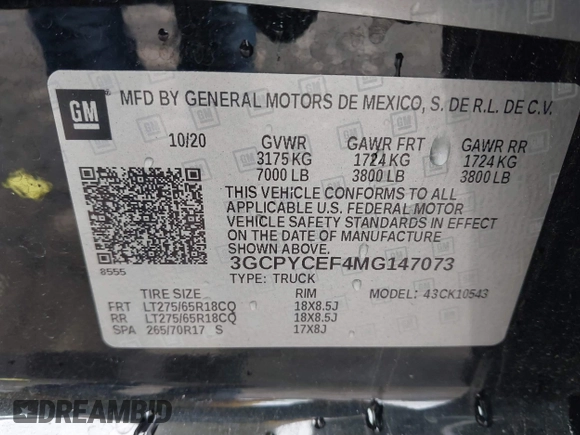 GM
MFD BY GENERAL MOTORS DE MEXICO, S. DE R.L. DE C.V.
10/20 GVWR GAWR FRT GAWR RR
3175 KG 1724 KG 1724 KG
7000 LB 3800 LB 3800 LB
THIS VEHICLE CONFORMS TO ALL
APPLICABLE U.S. FEDERAL MOTOR
VEHICLE SAFETY STANDARDS IN EFFECT
ON THE DATE OF MANUFACTURE
SHOWN ABOVE.
8555 3GCPYCEF4MG147073
TYPE: TRUCK MODEL: 43CK10543
TIRE SIZE RIM
FRT LT275/65R18CQ 18X8.5J
RR LT275/65R18CQ 18X8.5J
SPA 265/70R17 S 17X8J
DREAMBID